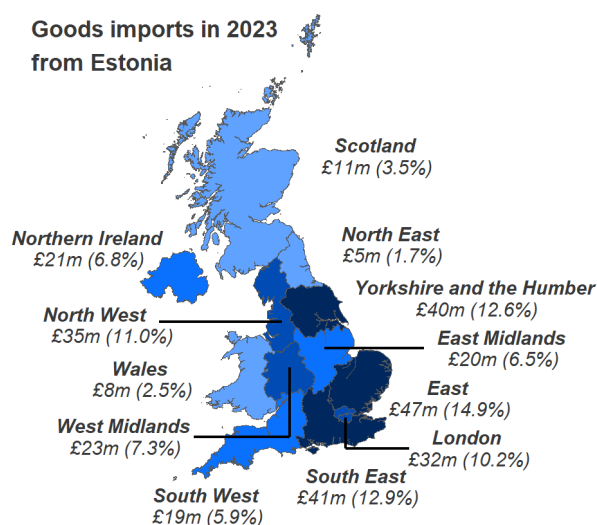 Goods imports in 2023
from Estonia
Scotland
£11m (3.5%)
Northern Ireland
£21m (6.8%)
North East
£5m (1.7%)
Yorkshire and the Humber
£40m (12.6%)
North West
£35m (11.0%)
East Midlands
£20m (6.5%)
Wales
£8m (2.5%)
East
£47m (14.9%)
West Midlands
£23m (7.3%)
London
£32m (10.2%)
South East
£41m (12.9%)
South West
£19m (5.9%)